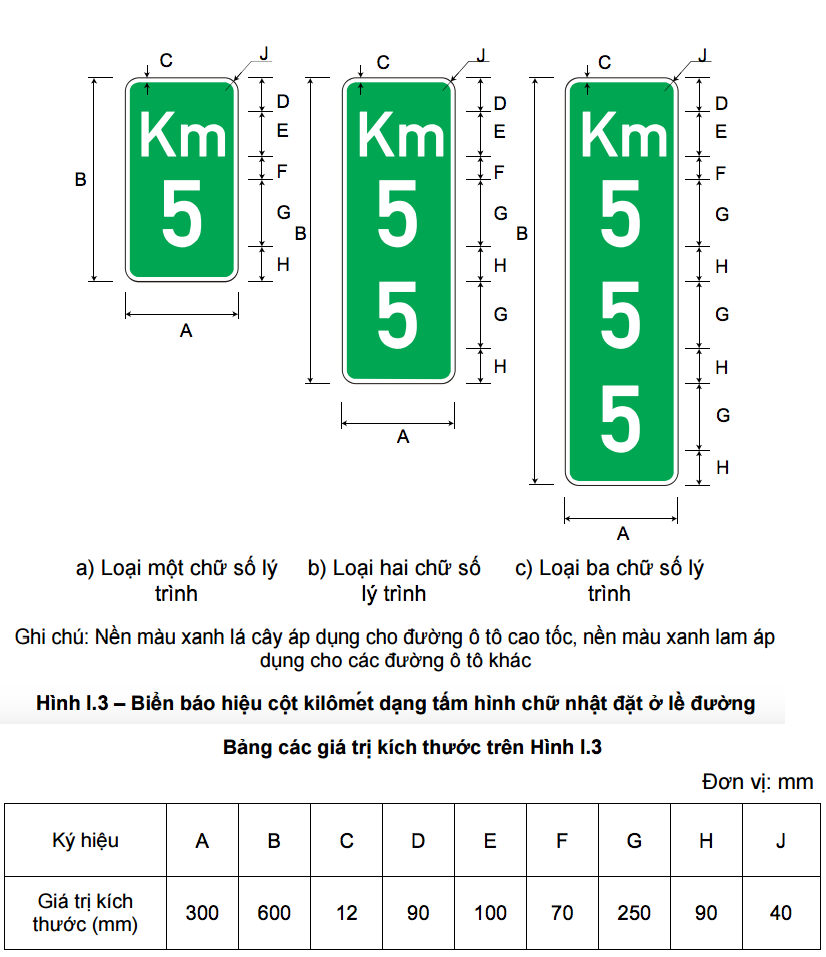 C J C J C J
Km Km Km
D D D
E E E
F F F
B 5 G B 5 G B 5 G
H H H
A 5 G 5 G
H H
A 5 G
H
A
a) Loại một chữ số lý trình
b) Loại hai chữ số lý trình
c) Loại ba chữ số lý trình
Ghi chú: Nền màu xanh lá cây áp dụng cho đường ô tô cao tốc, nền màu xanh lam áp
dụng cho các đường ô tô khác
Hình I.3 – Biển báo hiệu cột kilômét dạng tấm hình chữ nhật đặt ở lề đường
Bảng các giá trị kích thước trên Hình I.3
Đơn vị: mm
Ký hiệu A B C D E F G H J
Giá trị kích thước (mm) 300 600 12 90 100 70 250 90 40